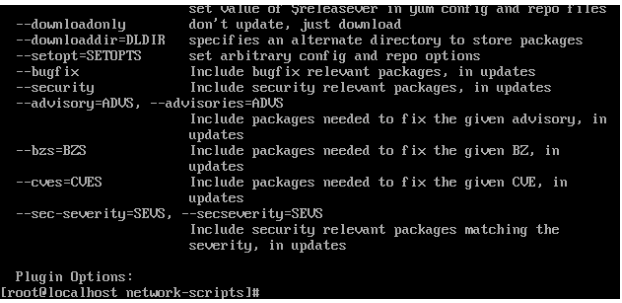 set value of $releasever in yum config and repo files
--downloadonly don't update, just download
--downloaddir=DLDIR specifies an alternate directory to store packages
--setopt=SETOPTS set arbitrary config and repo options
--bugfix Include bugfix relevant packages, in updates
--security Include security relevant packages, in updates
--advisory=ADVS, --advisories=ADVS
Include packages needed to fix the given advisory, in
updates
--bzs=BZS Include packages needed to fix the given BZ, in
updates
--cves=CVES Include packages needed to fix the given CVE, in
updates
--sec-severity=SEVS, --secseverity=SEVS
Include security relevant packages matching the
severity, in updates
Plugin Options:
[root@localhost network-scripts]#